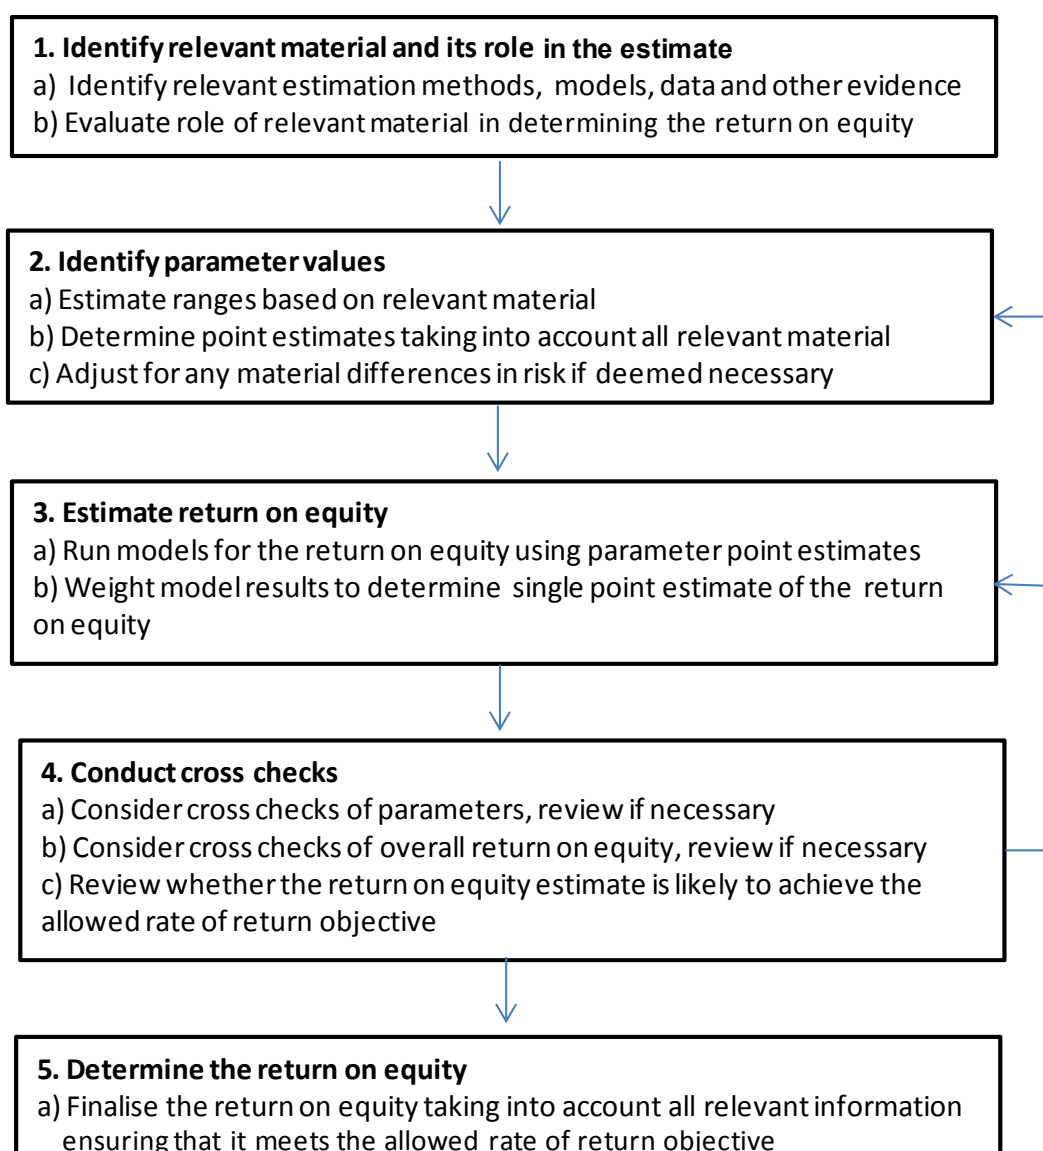 1. Identify relevant material and its role in the estimate
a) Identify relevant estimation methods, models, data and other evidence
b) Evaluate role of relevant material in determining the return on equity
2. Identify parameter values
a) Estimate ranges based on relevant material
b) Determine point estimates taking into account all relevant material
c) Adjust for any material differences in risk if deemed necessary
3. Estimate return on equity
a) Run models for the return on equity using parameter point estimates
b) Weight model results to determine single point estimate of the return
on equity
4. Conduct cross checks
a) Consider cross checks of parameters, review if necessary
b) Consider cross checks of overall return on equity, review if necessary
c) Review whether the return on equity estimate is likely to achieve the
allowed rate of return objective
5. Determine the return on equity
a) Finalise the return on equity taking into account all relevant information
ensuring that it meets the allowed rate of return objective